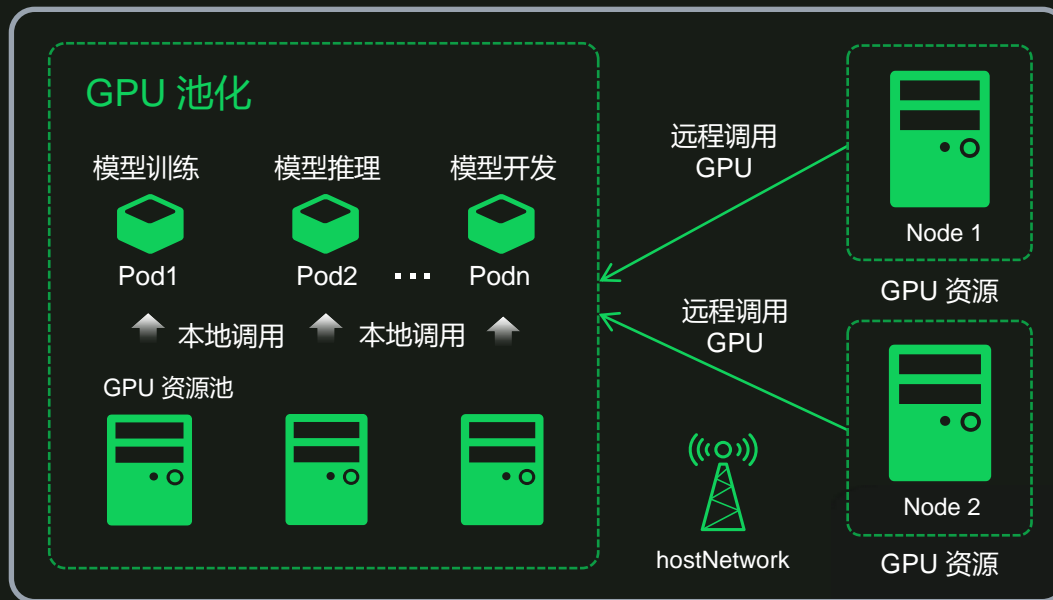 GPU 池化
模型训练
模型推理
模型开发
Pod1
Pod2
...
Podn
本地调用
本地调用
GPU 资源池
远程调用
GPU
远程调用
GPU
hostNetwork
Node 1
GPU 资源
Node 2
GPU 资源